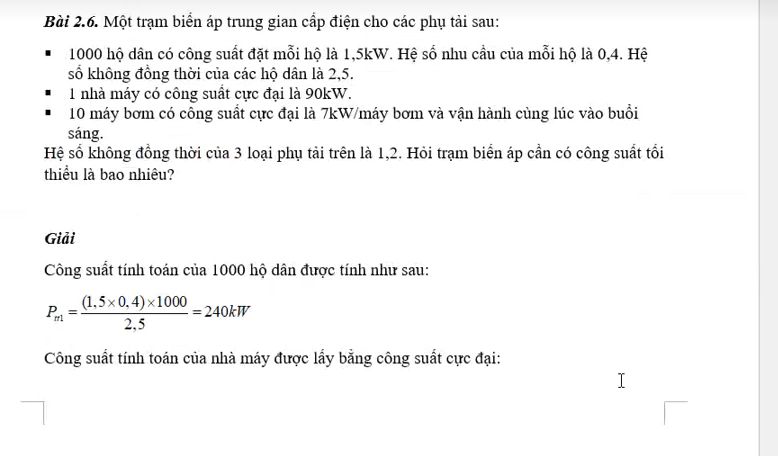 Bài 2.6. Một trạm biến áp trung gian cấp điện cho các phụ tải sau:
▪ 1000 hộ dân có công suất đặt mỗi hộ là 1,5kW. Hệ số nhu cầu của mỗi hộ là 0,4. Hệ
số không đồng thời của các hộ dân là 2,5.
▪ 1 nhà máy có công suất cực đại là 90kW.
▪ 10 máy bơm có công suất cực đại là 7kW/máy bơm và vận hành cùng lúc vào buổi
sáng.
Hệ số không đồng thời của 3 loại phụ tải trên là 1,2. Hỏi trạm biến áp cần có công suất tối
thiểu là bao nhiêu?
Giải
Công suất tính toán của 1000 hộ dân được tính như sau:
P_tt1 = (1,5×0,4)×1000 / 2,5 = 240kW
Công suất tính toán của nhà máy được lấy bằng công suất cực đại: